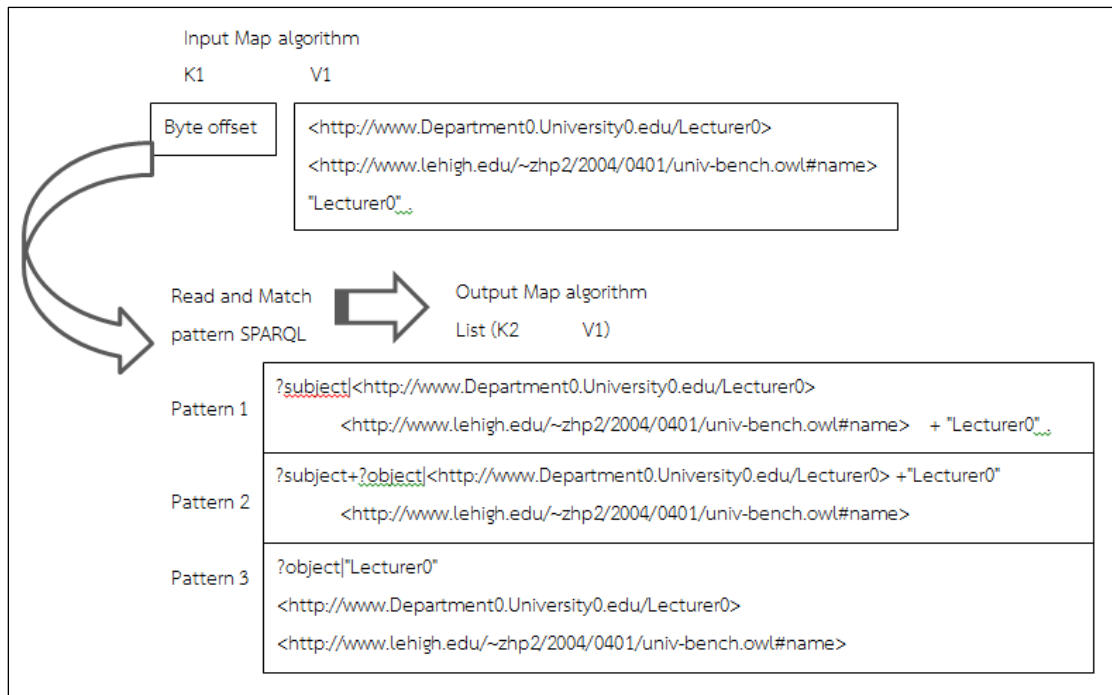 Input Map algorithm
K1 V1
Byte offset
<http://www.Department0.University0.edu/Lecturer0>
<http://www.lehigh.edu/~zhp2/2004/0401/univ-bench.owl#name>
"Lecturer0" .
Read and Match
pattern SPARQL
Output Map algorithm
List (K2 V1)
Pattern 1
?subject|<http://www.Department0.University0.edu/Lecturer0>
<http://www.lehigh.edu/~zhp2/2004/0401/univ-bench.owl#name> + "Lecturer0" .
Pattern 2
?subject+?object|<http://www.Department0.University0.edu/Lecturer0> +"Lecturer0"
<http://www.lehigh.edu/~zhp2/2004/0401/univ-bench.owl#name>
Pattern 3
?object|"Lecturer0"
<http://www.Department0.University0.edu/Lecturer0>
<http://www.lehigh.edu/~zhp2/2004/0401/univ-bench.owl#name>